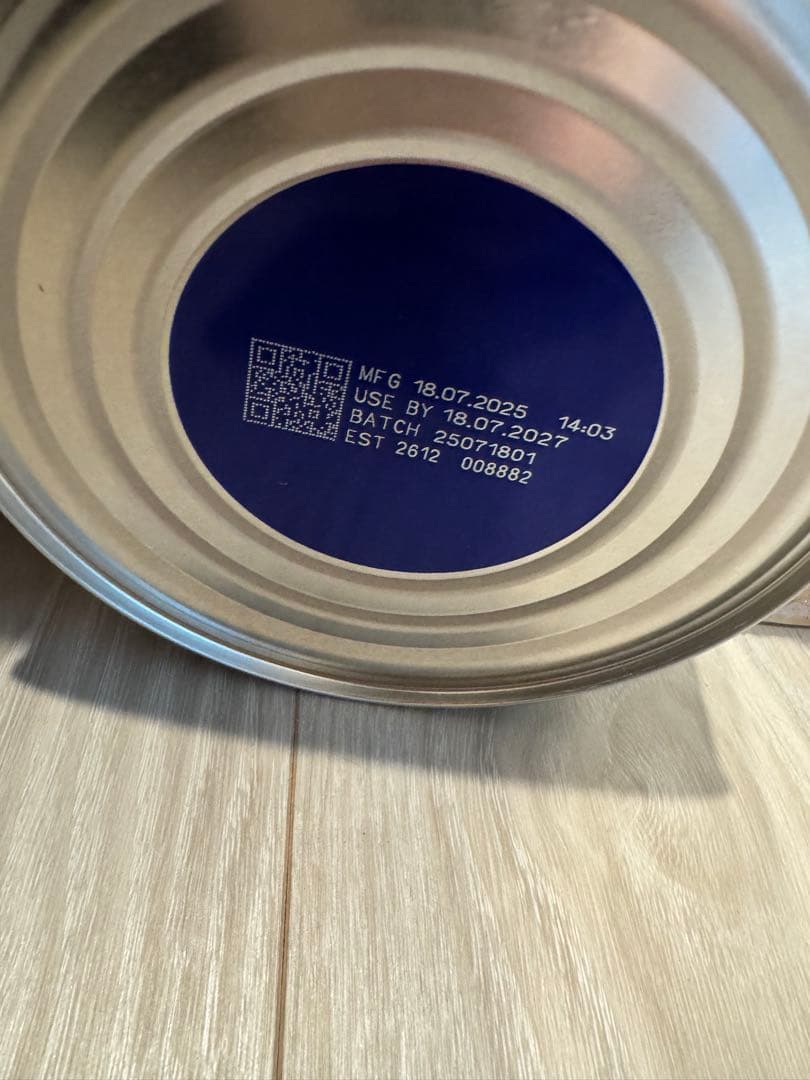 MFG 18.07.2025 14:03
USE BY 18.07.2027
BATCH 25071801
EST 2612 008882